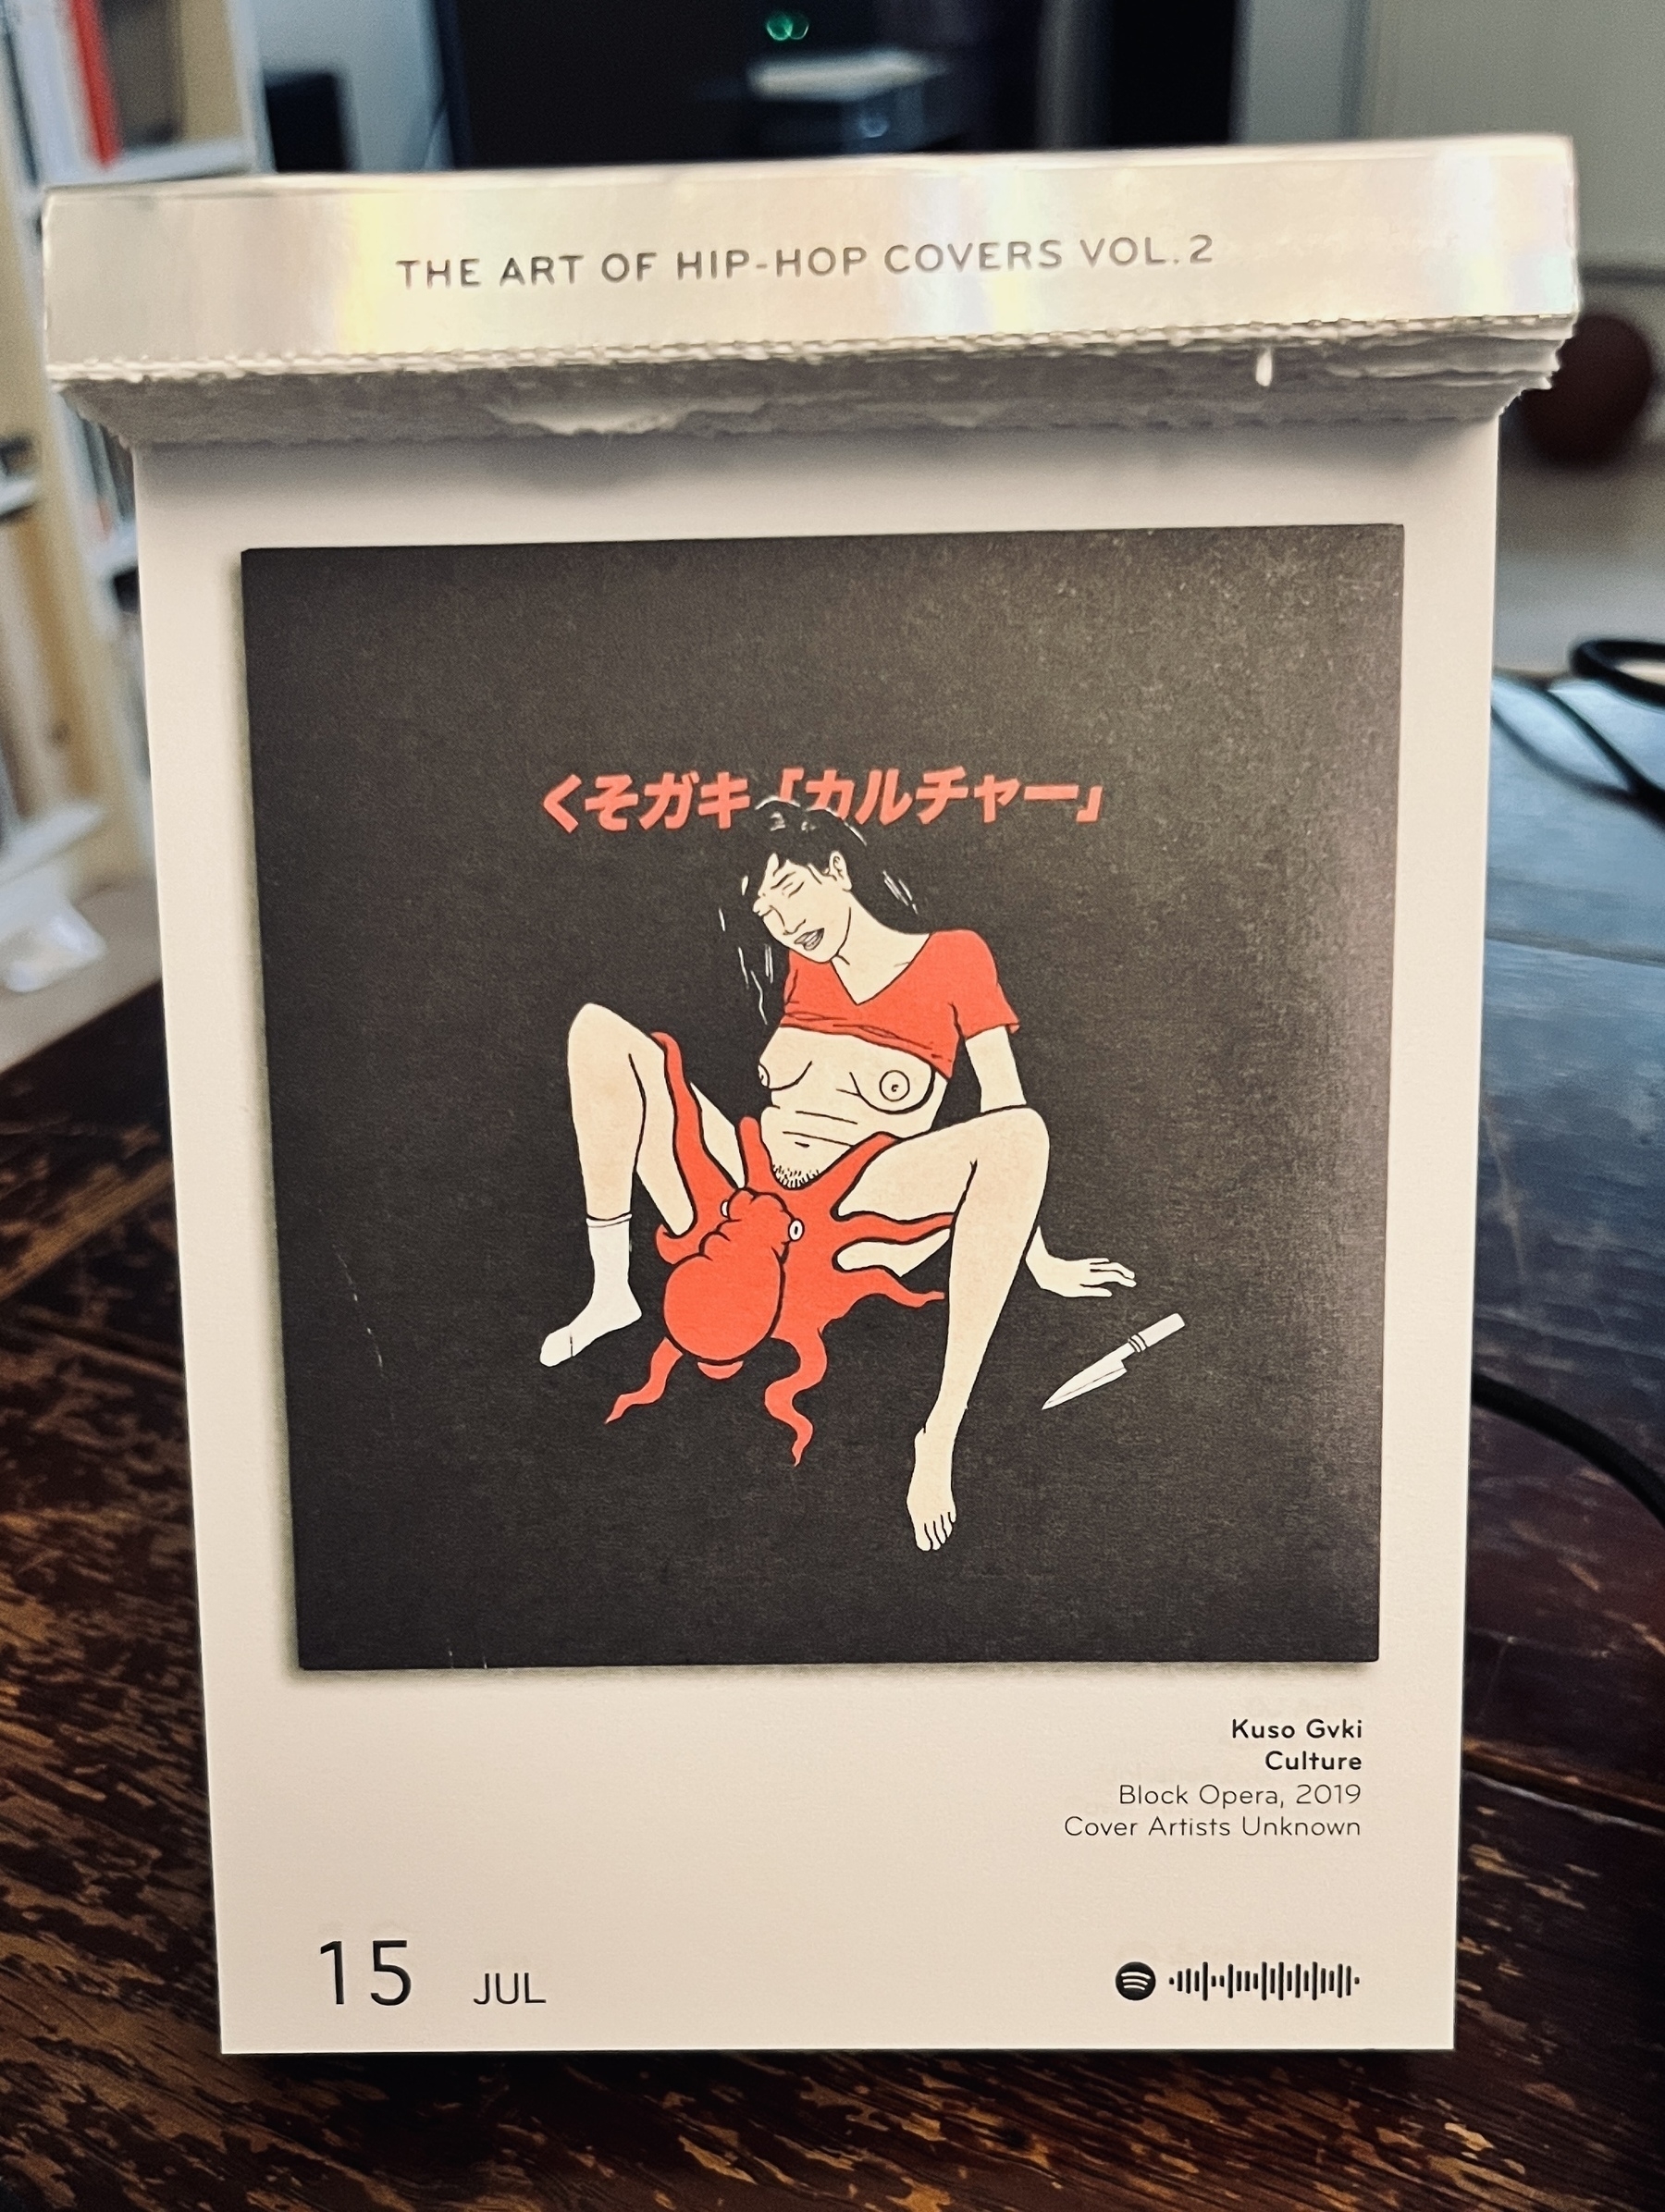 THE ART OF HIP-HOP COVERS VOL. 2
くそガキ「カルチャー」
Kuso Gvki
Culture
Block Opera, 2019
Cover Artists Unknown
15 JUL